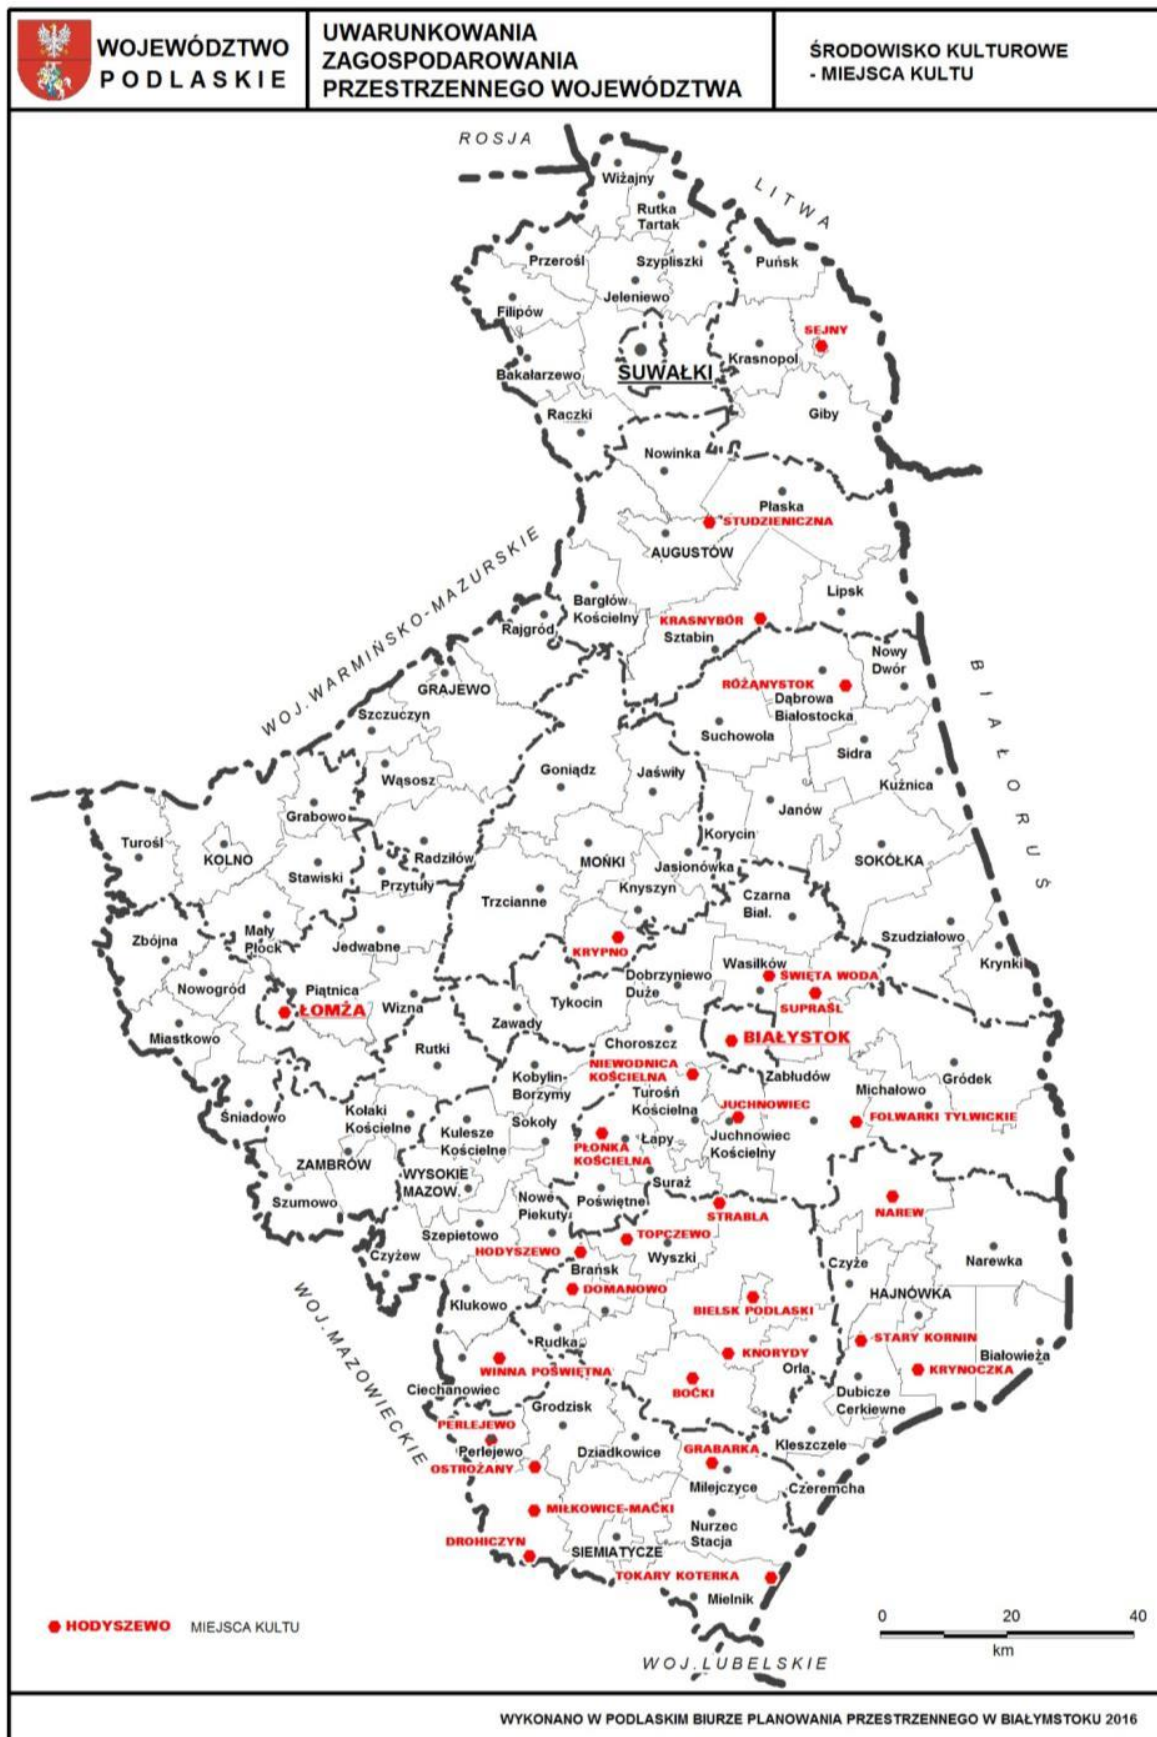 WOJEWÓDZTWO
PODLASKIE
UWARUNKOWANIA
ZAGOSPODAROWANIA
PRZESTRZENNEGO WOJEWÓDZTWA
ŚRODOWISKO KULTUROWE
- MIEJSCA KULTU
ROSJA
LITWA
Wiżajny
Rutka
Tartak
Przerośl
Szypliszki
Puńsk
Jeleniewo
Filipów
SEJNY
Krasnopol
Bakałarzewo
SUWAŁKI
Raczki
Giby
Nowinka
Płaska
STUDZIENICZNA
AUGUSTÓW
WOJ. WARMIŃSKO-MAZURSKIE
Bargłów
Kościelny
Lipsk
Rajgród
KRASNYBÓR
Sztabin
Nowy
Dwór
BIAŁORUŚ
GRAJEWO
RÓŻANYSTOK
Dąbrowa
Białostocka
Szczuczyn
Suchowola
Sidra
Wąsosz
Goniądz
Jaświły
Kuźnica
Grabowo
Janów
Korycin
Turośl
KOLNO
Radziłów
MOŃKI
Jasionówka
SOKÓŁKA
Stawiski
Przytuły
Knyszyn
Trzcianne
Czarna
Biał.
Mały
Płock
Zbójna
Jedwabne
KRYPNO
Szudziałowo
Krynki
Wasilków
ŚWIĘTA WODA
Dobrzyniewo
Duże
Nowogród
Piątnica
Tykocin
SUPRAŚL
ŁOMŻA
Wizna
Zawady
Miastkowo
Choroszcz
BIAŁYSTOK
Rutki
NIEWODNICA
KOŚCIELNA
Zabłudów
Kobylin-
Borzymy
Michałowo
Gródek
Turośń
Kościelna
JUCHNOWIEC
FOLWARKI TYLWICKIE
Śniadowo
Kołaki
Kościelne
Kulesze
Kościelne
Sokoły
PŁONKA
KOŚCIELNA
Łapy
Juchnowiec
Kościelny
ZAMBRÓW
WYSOKIE
MAZOW.
Suraż
Szumowo
Nowe
Piekuty
Poświętne
STRABLA
NAREW
Szepietowo
TOPCZEWO
HODYSZEWO
Wyszki
Czyżew
Brańsk
Czyże
Narewka
WOJ. MAZOWIECKIE
Klukowo
DOMANOWO
HAJNÓWKA
BIELSK PODLASKI
Rudka
STARY KORNIN
KNORYDY
Białowieża
WINNA POŚWIĘTNA
Orla
KRYNOCZKA
Ciechanowiec
BOĆKI
Dubicze
Cerkiewne
Grodzisk
PERLEJEWO
Perlejewo
Dziadkowice
Kleszczele
GRABARKA
OSTROŻANY
Milejczyce
Czeremcha
MIŁKOWICE-MAĆKI
Nurzec
Stacja
DROHICZYN
SIEMIATYCZE
TOKARY KOTERKA
Mielnik
HODYSZEWO MIEJSCA KULTU
0 20 40
km
WOJ. LUBELSKIE
WYKONANO W PODLASKIM BIURZE PLANOWANIA PRZESTRZENNEGO W BIAŁYMSTOKU 2016